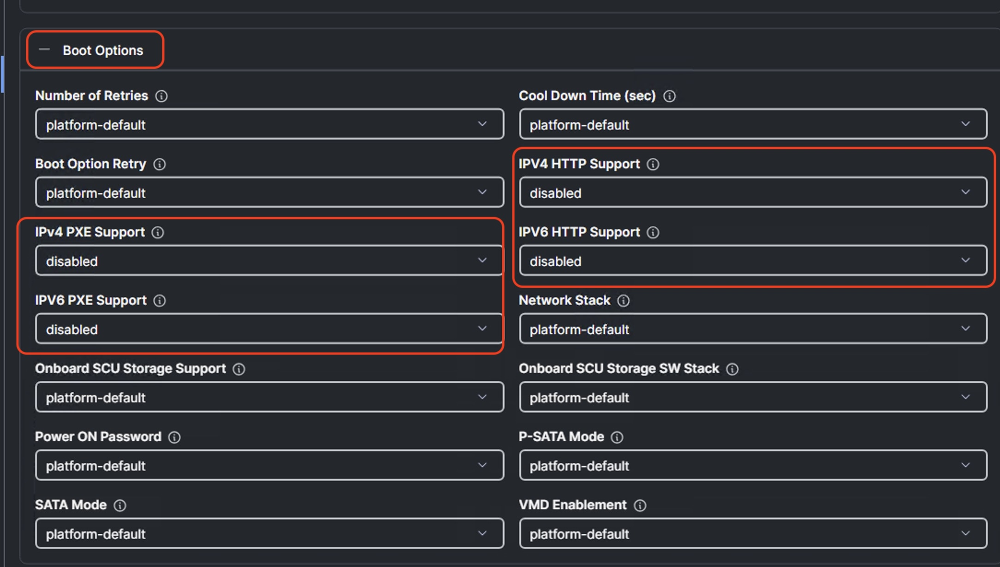 Boot Options
Number of Retries
Cool Down Time (sec)
platform-default
platform-default
Boot Option Retry
IPV4 HTTP Support
platform-default
disabled
IPv4 PXE Support
IPV6 HTTP Support
disabled
disabled
IPV6 PXE Support
Network Stack
disabled
platform-default
Onboard SCU Storage Support
Onboard SCU Storage SW Stack
platform-default
platform-default
Power ON Password
P-SATA Mode
platform-default
platform-default
SATA Mode
VMD Enablement
platform-default
platform-default